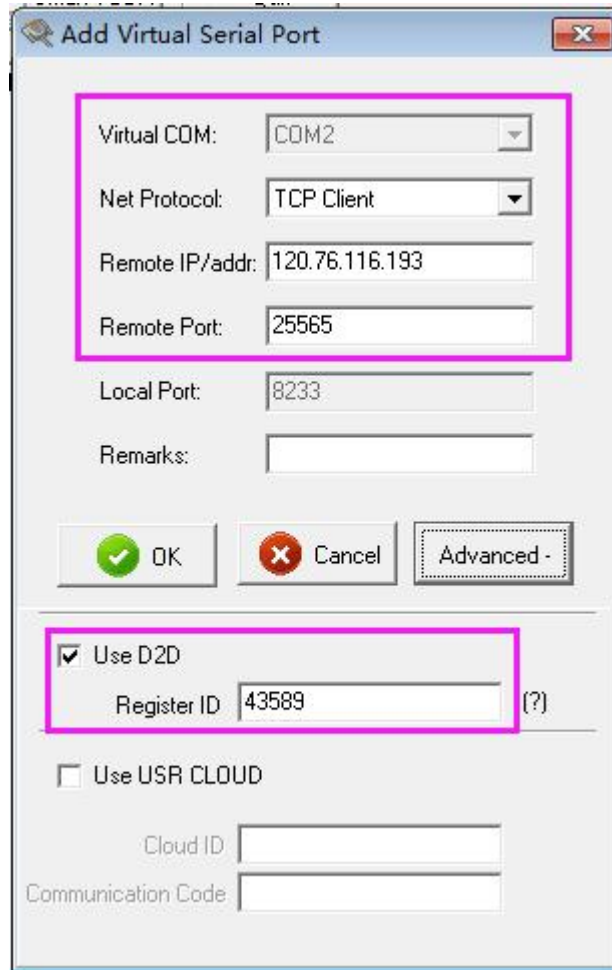 Add Virtual Serial Port
Virtual COM: COM2
Net Protocol: TCP Client
Remote IP/addr: 120.76.116.193
Remote Port: 25565
Local Port: 8233
Remarks:
OK Cancel Advanced -
Use D2D
Register ID 43589 (?)
Use USR CLOUD
Cloud ID
Communication Code